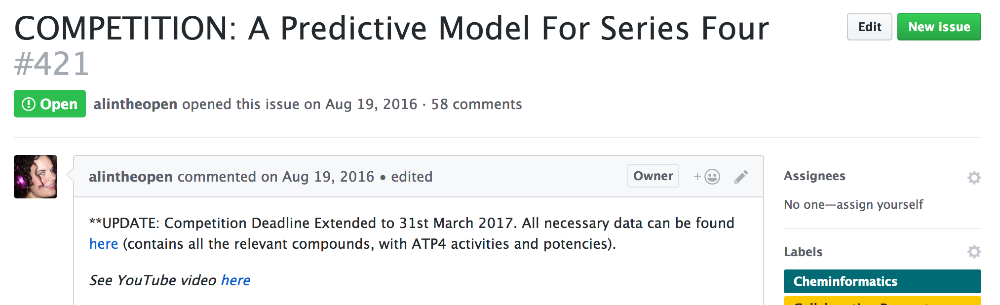 COMPETITION: A Predictive Model For Series Four
#421
Edit
New issue
Open
alintheopen opened this issue on Aug 19, 2016 · 58 comments
alintheopen commented on Aug 19, 2016 • edited
Owner
+
**UPDATE: Competition Deadline Extended to 31st March 2017. All necessary data can be found
here (contains all the relevant compounds, with ATP4 activities and potencies).
See YouTube video here
Assignees
No one—assign yourself
Labels
Cheminformatics